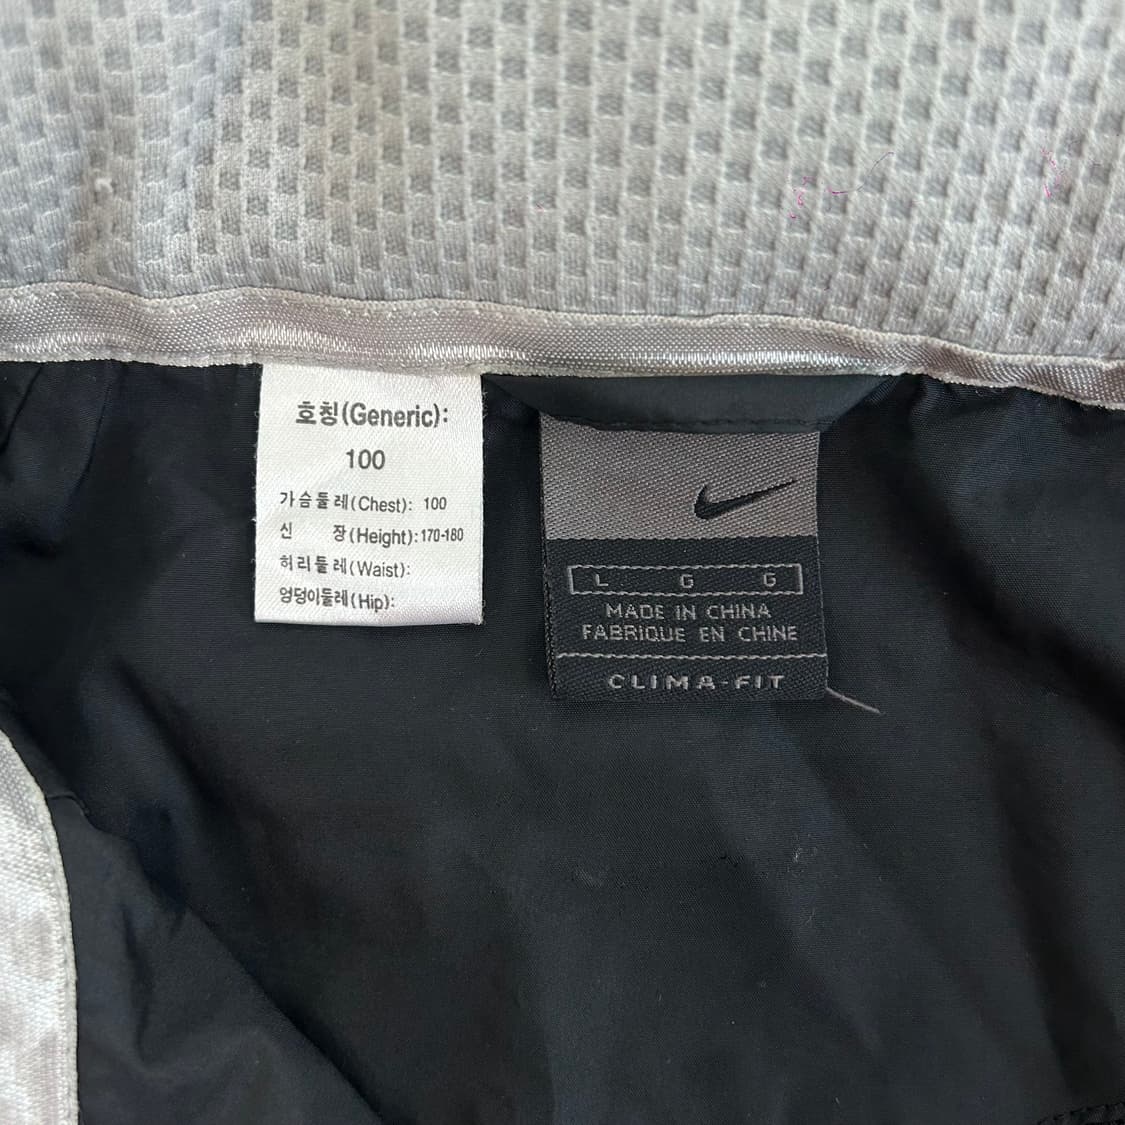 호칭(Generic):
100
가슴둘레(Chest): 100
신 장(Height):170-180
허리둘레(Waist):
엉덩이둘레(Hip):
L G G
MADE IN CHINA
FABRIQUE EN CHINE
CLIMA-FIT